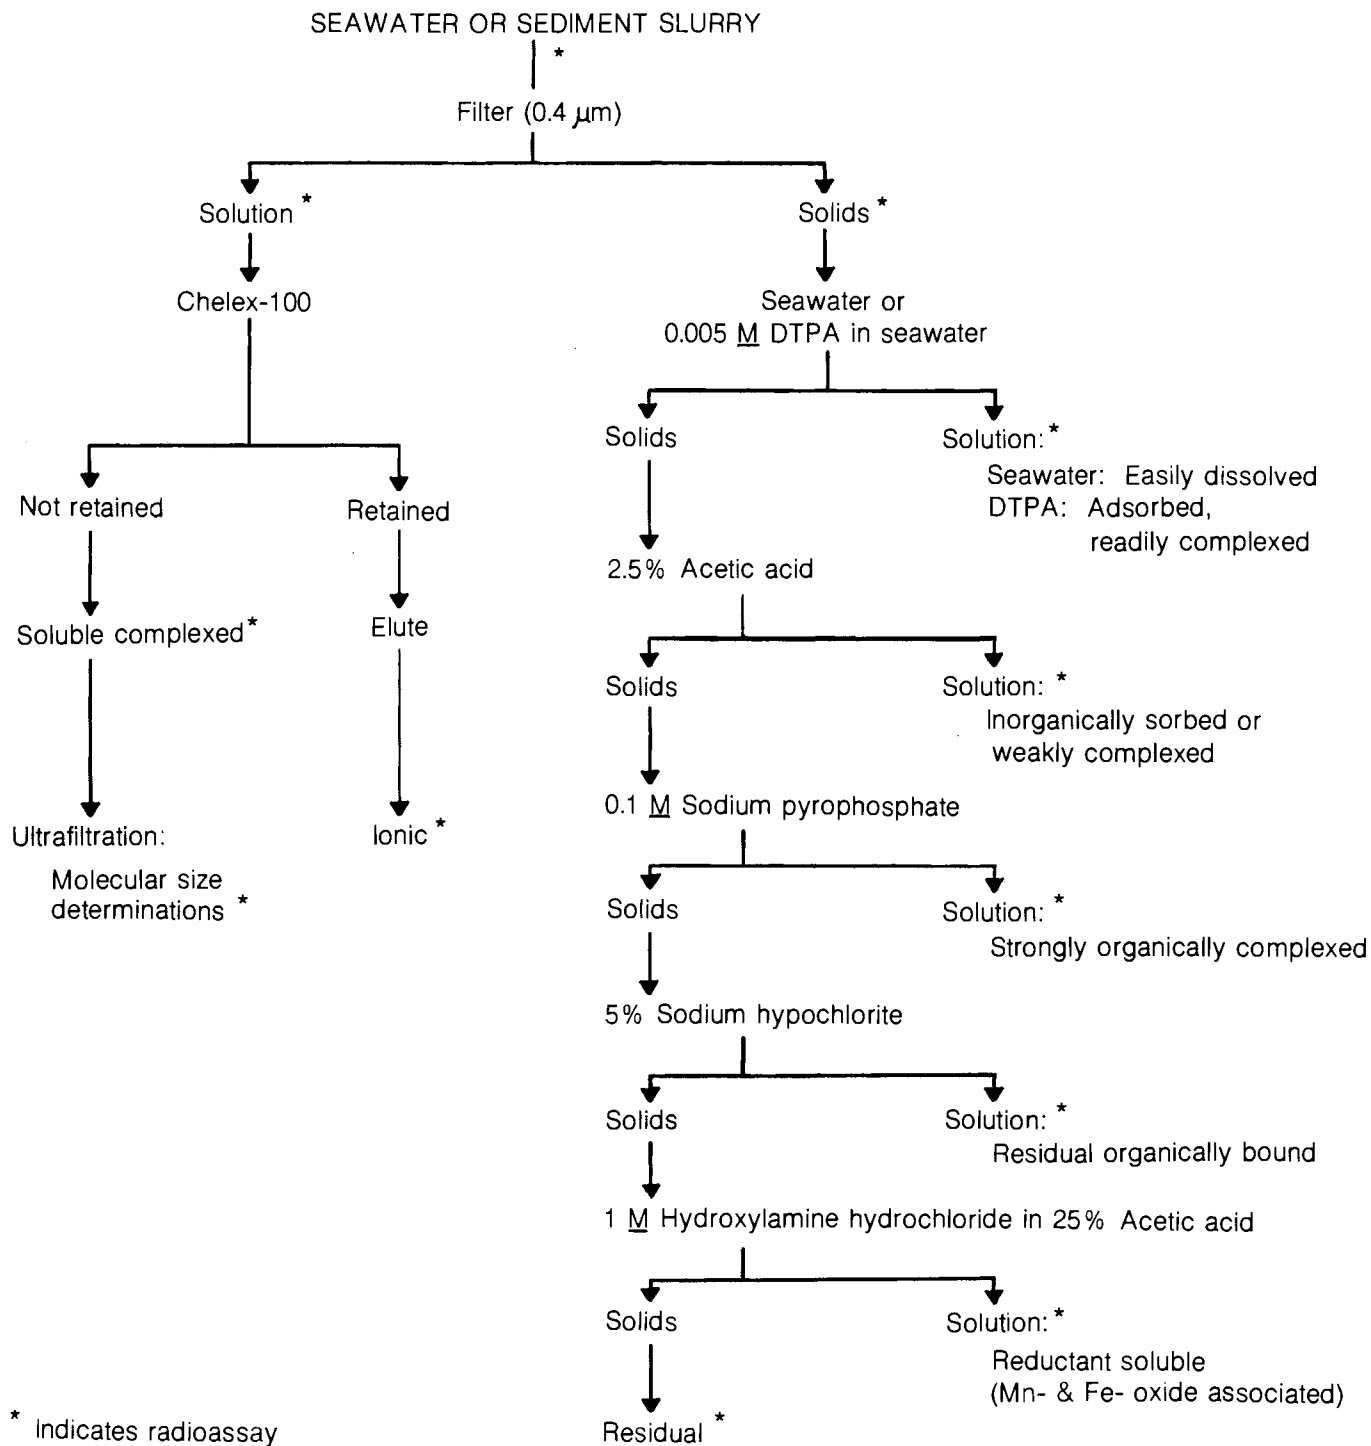 SEAWATER OR SEDIMENT SLURRY
*
Filter (0.4 μm)
Solution *
Solids *
Chelex-100
Seawater or
0.005 M DTPA in seawater
Solids
Solution: *
Seawater: Easily dissolved
DTPA: Adsorbed,
readily complexed
Not retained
Retained
2.5% Acetic acid
Soluble complexed *
Elute
Solids
Solution: *
Inorganically sorbed or
weakly complexed
0.1 M Sodium pyrophosphate
Ultrafiltration:
Molecular size
determinations *
Ionic *
Solids
Solution: *
Strongly organically complexed
5% Sodium hypochlorite
Solids
Solution: *
Residual organically bound
1 M Hydroxylamine hydrochloride in 25% Acetic acid
Solids
Solution: *
Reductant soluble
(Mn- & Fe- oxide associated)
Residual *
* Indicates radioassay